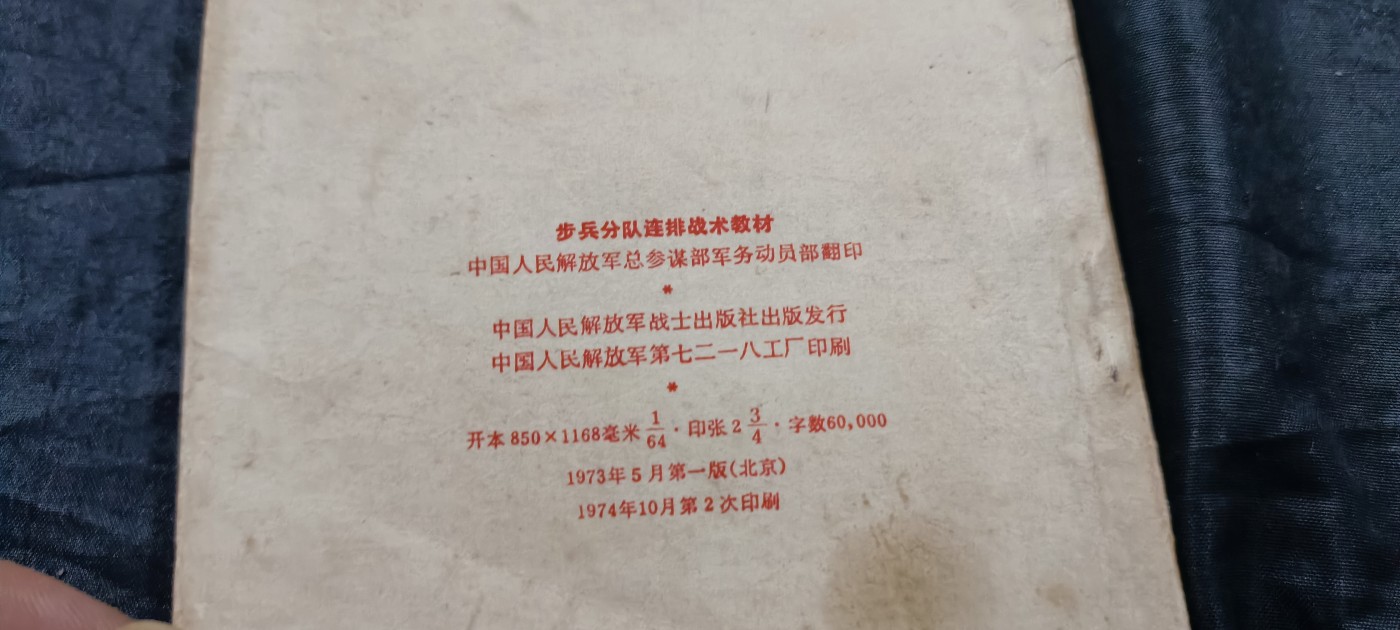 步兵分队连排战术教材
中国人民解放军总参谋部军务动员部翻印
*
中国人民解放军战士出版社出版发行
中国人民解放军第七二一八工厂印刷
*
开本850×1168毫米 1/64·印张2 3/4·字数60,000
1973年5月第一版(北京)
1974年10月第2次印刷